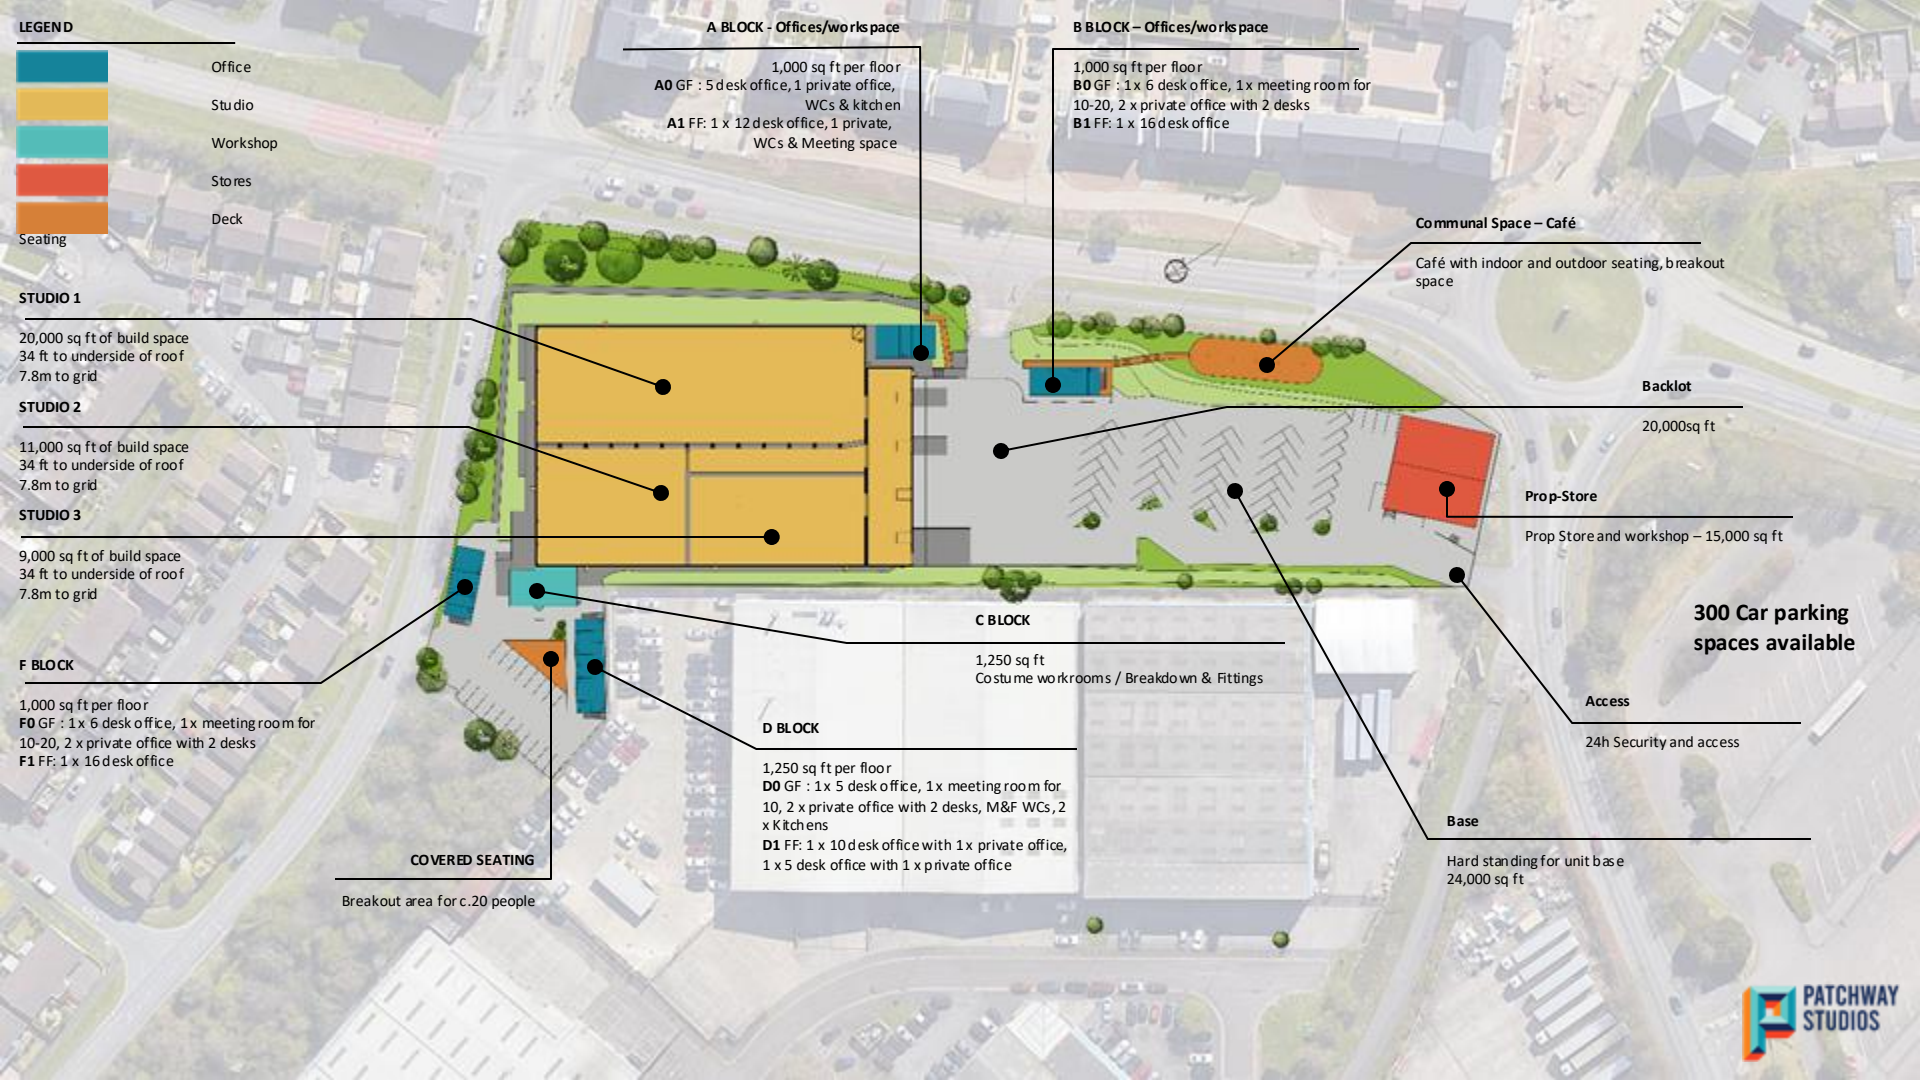 LEGEND
Office
Studio
Workshop
Stores
Deck
Seating
A BLOCK - Offices/workspace
1,000 sq ft per floor
A0 GF : 5 desk office, 1 private office,
WCs & kitchen
A1 FF: 1 x 12 desk office, 1 private,
WCs & Meeting space
B BLOCK – Offices/workspace
1,000 sq ft per floor
B0 GF : 1x 6 desk office, 1x meeting room for
10-20, 2 x private office with 2 desks
B1 FF: 1 x 16 desk office
Communal Space – Café
Café with indoor and outdoor seating, breakout
space
STUDIO 1
20,000 sq ft of build space
34 ft to underside of roof
7.8m to grid
STUDIO 2
11,000 sq ft of build space
34 ft to underside of roof
7.8m to grid
STUDIO 3
9,000 sq ft of build space
34 ft to underside of roof
7.8m to grid
Backlot
20,000sq ft
Prop-Store
Prop Store and workshop – 15,000 sq ft
300 Car parking
spaces available
C BLOCK
1,250 sq ft
Costume workrooms / Breakdown & Fittings
F BLOCK
1,000 sq ft per floor
F0 GF : 1x 6 desk office, 1x meeting room for
10-20, 2 x private office with 2 desks
F1 FF: 1 x 16 desk office
D BLOCK
1,250 sq ft per floor
D0 GF : 1x 5 desk office, 1x meeting room for
10, 2 x private office with 2 desks, M&F WCs, 2
x Kitchens
D1 FF: 1 x 10 desk office with 1x private office,
1 x 5 desk office with 1 x private office
Access
24h Security and access
Base
Hard standing for unit base
24,000 sq ft
COVERED SEATING
Breakout area for c.20 people
PATCHWAY
STUDIOS